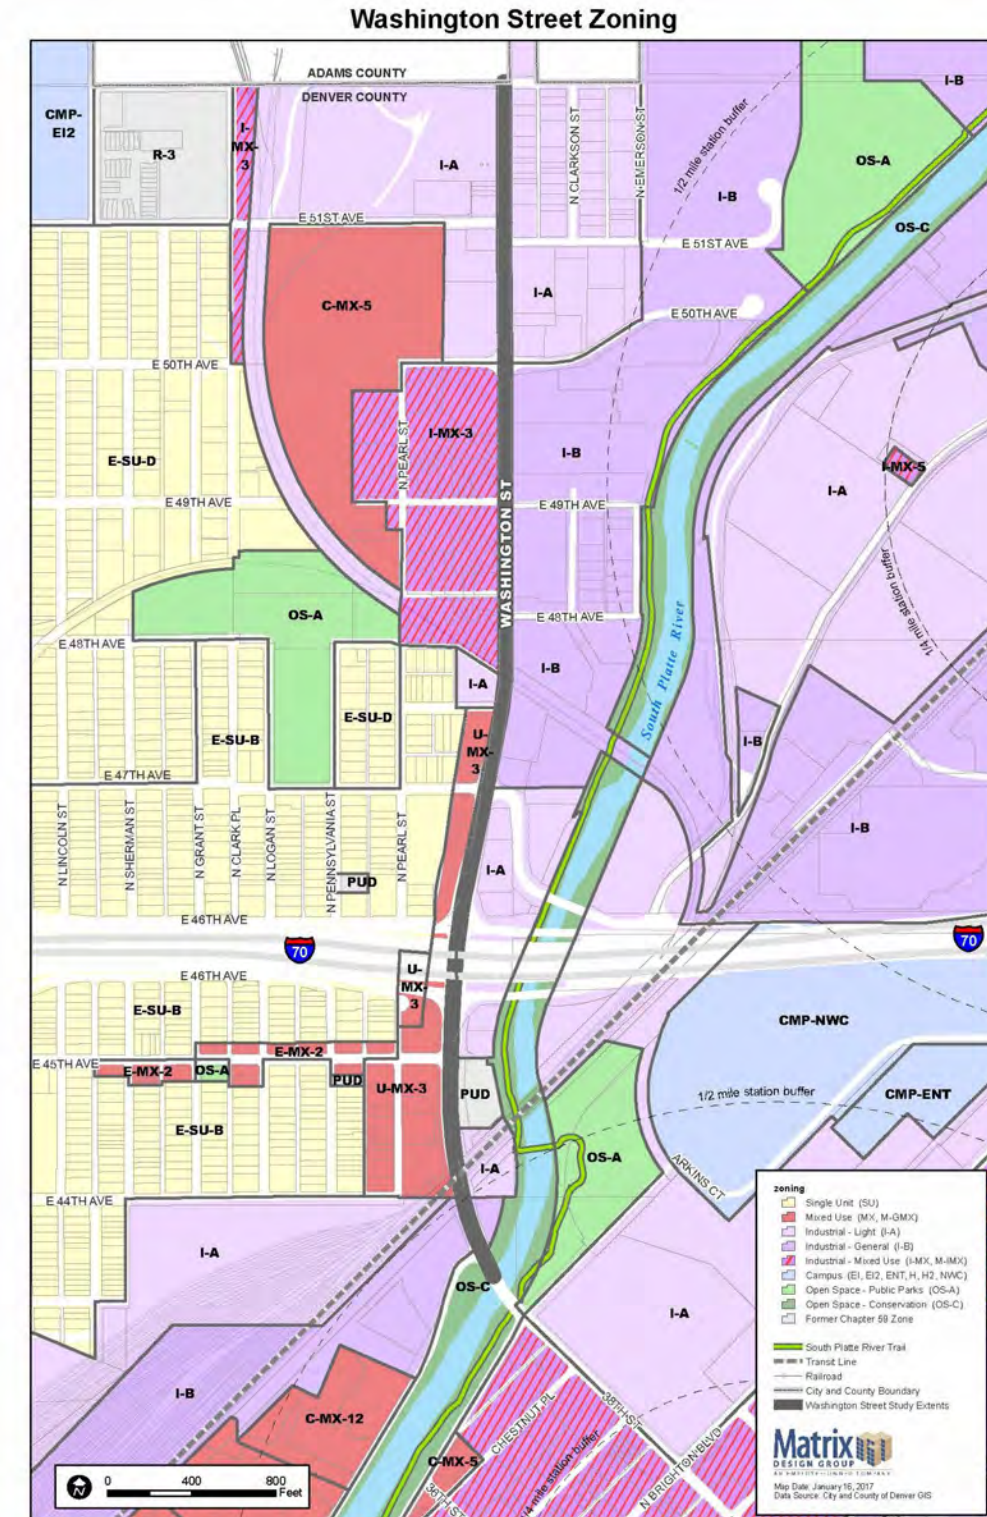 Washington Street Zoning
ADAMS COUNTY
DENVER COUNTY
CMP-
EI2
R-3
I-
MX-
3
I-A
N CLARKSON ST
N EMERSON ST
1/2 mile station buffer
I-B
I-B
OS-A
OS-C
E 51ST AVE
E 51ST AVE
C-MX-5
I-A
E 50TH AVE
E 50TH AVE
N PEARL ST
I-MX-3
E-SU-D
I-B
I-MX-5
I-A
E 49TH AVE
E 49TH AVE
WASHINGTON ST
1/4 mile station buffer
OS-A
E 48TH AVE
E 48TH AVE
South Platte River
I-B
I-A
E-SU-D
E-SU-B
U-
MX-
3
I-B
E 47TH AVE
N LINCOLN ST
N SHERMAN ST
N GRANT ST
N CLARK PL
N LOGAN ST
N PENNSYLVANIA ST
N PEARL ST
I-B
PUD
I-A
E 46TH AVE
70
70
E 46TH AVE
U-
MX-
3
E-SU-B
CMP-NWC
E-MX-2
E 45TH AVE
E-MX-2
OS-A
PUD
U-MX-3
PUD
1/2 mile station buffer
CMP-ENT
E-SU-B
I-A
OS-A
ARKINS CT
E 44TH AVE
I-A
OS-C
I-A
I-B
C-MX-12
CHESTNUT PL
38TH ST
C-MX-5
38TH ST
1/4 mile station buffer
N BRIGHTON BLVD
zoning
Single Unit (SU)
Mixed Use (MX, M-GMX)
Industrial - Light (I-A)
Industrial - General (I-B)
Industrial - Mixed Use (I-MX, M-IMX)
Campus (EI, EI2, ENT, H, H2, NWC)
Open Space - Public Parks (OS-A)
Open Space - Conservation (OS-C)
Former Chapter 59 Zone
South Platte River Trail
Transit Line
Railroad
City and County Boundary
Washington Street Study Extents
Matrix
DESIGN GROUP
AN EMPLOYEE-OWNED COMPANY
Map Date: January 16, 2017
Data Source: City and County of Denver GIS
N
0 400 800
Feet